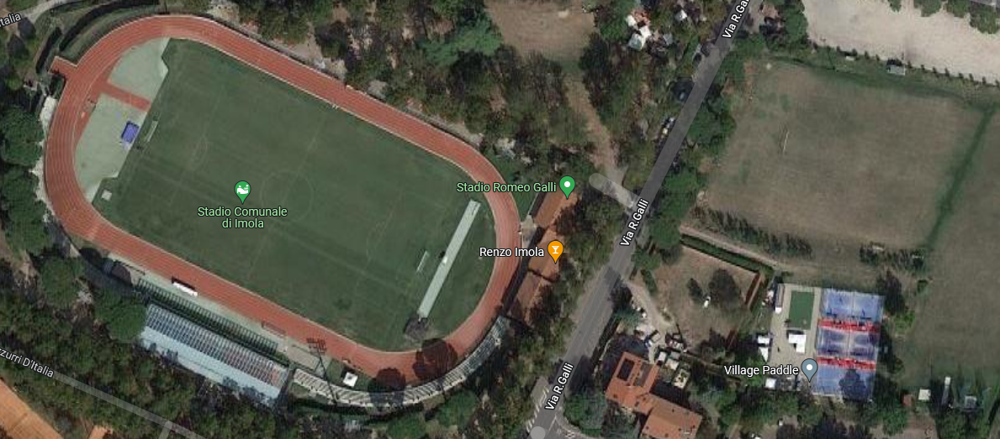 Italia
Via R.Gal
Stadio Romeo Galli
Stadio Comunale
di Imola
Via R.Galli
Renzo Imola
Village Paddle
Via R.Galli
zzurri D'Italia